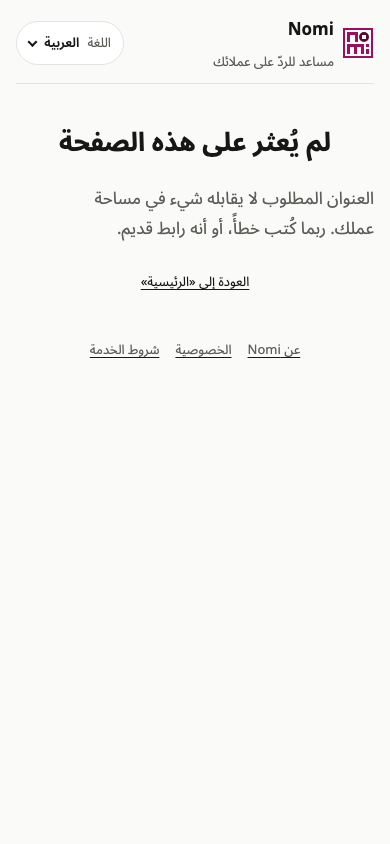 Nomi
مساعد للردّ على عملائك
اللغة العربية
لم يُعثر على هذه الصفحة
العنوان المطلوب لا يقابله شيء في مساحة
عملك. ربما كُتب خطأً، أو أنه رابط قديم.
العودة إلى «الرئيسية»
عن Nomi الخصوصية شروط الخدمة